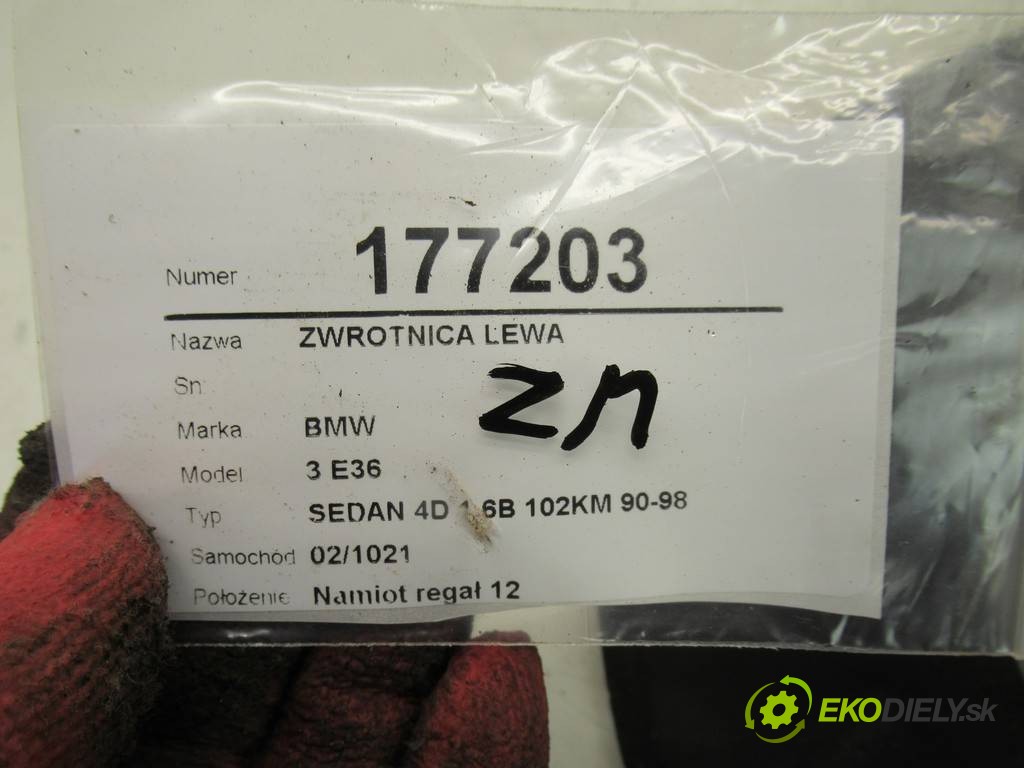 Numer 177203
Nazwa ZWROTNICA LEWA
Sn
Marka BMW
Model 3 E36
Typ SEDAN 4D 1.6B 102KM 90-98
Samochód 02/1021
Położenie Namiot regał 12
EKODIELY.sk